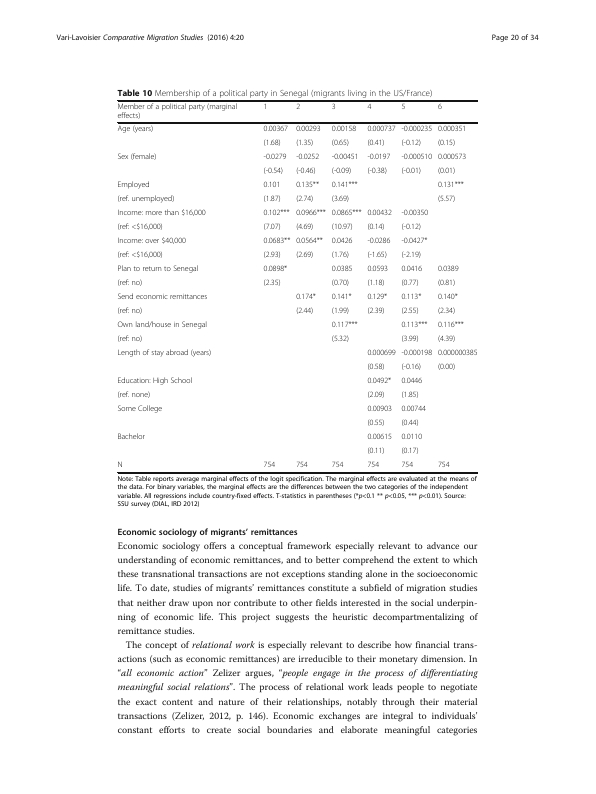 Vari-Lavoisier Comparative Migration Studies (2016) 4:20 Page 20 of 34
Table 10 Membership of a political party in Senegal (migrants living in the US/France)
Member of a political party (marginal 1 2 3 4 5 6
effects)
Age (years) 0.00367 0.00293 0.00158 0.000737 -0.000235 0.000351
(1.68) (1.35) (0.65) (0.41) (-0.12) (0.15)
Sex (female) -0.0279 -0.0252 -0.00451 -0.0197 -0.000510 0.000573
(-0.54) (-0.46) (-0.09) (-0.38) (-0.01) (0.01)
Employed 0.101 0.135** 0.141*** 0.131***
(ref. unemployed) (1.87) (2.74) (3.69) (5.57)
Income: more than $16,000 0.102*** 0.0966*** 0.0865*** 0.00432 -0.00350
(ref: <$16,000) (7.07) (4.69) (10.97) (0.14) (-0.12)
Income: over $40,000 0.0683** 0.0564** 0.0426 -0.0286 -0.0427*
(ref: <$16,000) (2.93) (2.69) (1.76) (-1.65) (-2.19)
Plan to return to Senegal 0.0898* 0.0385 0.0593 0.0416 0.0389
(ref: no) (2.35) (0.70) (1.18) (0.77) (0.81)
Send economic remittances 0.174* 0.141* 0.129* 0.113* 0.140*
(ref: no) (2.44) (1.99) (2.39) (2.55) (2.34)
Own land/house in Senegal 0.117*** 0.113*** 0.116***
(ref: no) (5.32) (3.99) (4.39)
Length of stay abroad (years) 0.000699 -0.000198 0.000000385
(0.58) (-0.16) (0.00)
Education: High School 0.0492* 0.0446
(ref. none) (2.09) (1.85)
Some College 0.00903 0.00744
(0.55) (0.44)
Bachelor 0.00615 0.0110
(0.11) (0.17)
N 754 754 754 754 754 754
Note: Table reports average marginal effects of the logit specification. The marginal effects are evaluated at the means of
the data. For binary variables, the marginal effects are the differences between the two categories of the independent
variable. All regressions include country-fixed effects. T-statistics in parentheses (*p<0.1 ** p<0.05, *** p<0.01). Source:
SSU survey (DIAL, IRD 2012)
Economic sociology of migrants' remittances
Economic sociology offers a conceptual framework especially relevant to advance our
understanding of economic remittances, and to better comprehend the extent to which
these transnational transactions are not exceptions standing alone in the socioeconomic
life. To date, studies of migrants' remittances constitute a subfield of migration studies
that neither draw upon nor contribute to other fields interested in the social underpin-
ning of economic life. This project suggests the heuristic decompartmentalizing of
remittance studies.
The concept of relational work is especially relevant to describe how financial trans-
actions (such as economic remittances) are irreducible to their monetary dimension. In
"all economic action" Zelizer argues, "people engage in the process of differentiating
meaningful social relations". The process of relational work leads people to negotiate
the exact content and nature of their relationships, notably through their material
transactions (Zelizer, 2012, p. 146). Economic exchanges are integral to individuals'
constant efforts to create social boundaries and elaborate meaningful categories